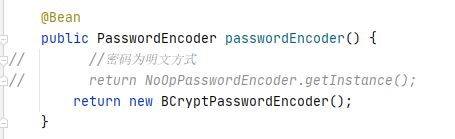 @Bean
public PasswordEncoder passwordEncoder() {
//        //密码为明文方式
//        return NoOpPasswordEncoder.getInstance();
    return new BCryptPasswordEncoder();
}